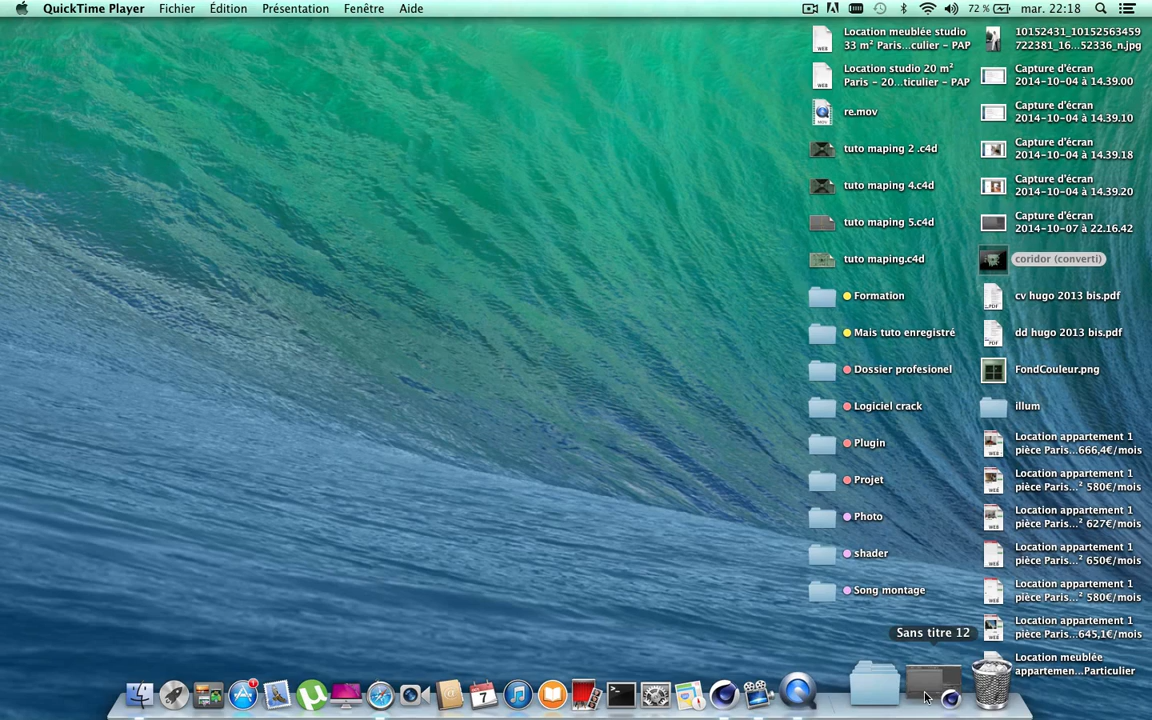 QuickTime Player Fichier Édition Présentation Fenêtre Aide 72 % mar. 22:18
Location meublée studio
33 m² Paris...culier - PAP
Location studio 20 m²
Paris - 20...ticulier - PAP
re.mov
tuto maping 2 .c4d
tuto maping 4.c4d
tuto maping 5.c4d
tuto maping.c4d
Formation
Mais tuto enregistré
Dossier profesionel
Logiciel crack
Plugin
Projet
Photo
shader
Song montage
10152431_10152563459
722381_16...52336_n.jpg
Capture d'écran
2014-10-04 à 14.39.00
Capture d'écran
2014-10-04 à 14.39.10
Capture d'écran
2014-10-04 à 14.39.18
Capture d'écran
2014-10-04 à 14.39.20
Capture d'écran
2014-10-07 à 22.16.42
coridor (converti)
cv hugo 2013 bis.pdf
dd hugo 2013 bis.pdf
FondCouleur.png
illum
Location appartement 1
pièce Paris...666,4€/mois
Location appartement 1
pièce Paris...² 580€/mois
Location appartement 1
pièce Paris...² 627€/mois
Location appartement 1
pièce Paris...² 650€/mois
Location appartement 1
pièce Paris...² 580€/mois
Location appartement 1
pièce Paris...645,1€/mois
Location meublée
appartemen...Particulier
Sans titre 12